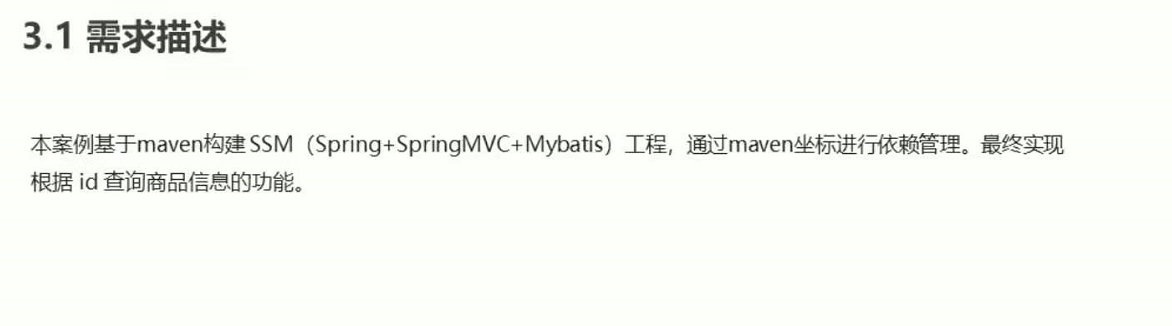 3.1 需求描述
本案例基于maven构建 SSM（Spring+SpringMVC+Mybatis）工程，通过maven坐标进行依赖管理。最终实现
根据 id 查询商品信息的功能。